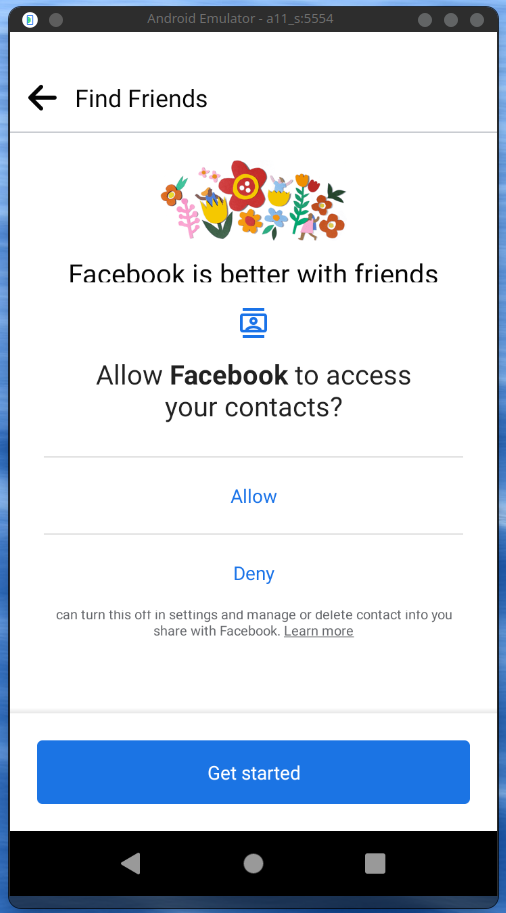 Android Emulator - a11_s:5554
Find Friends
Facebook is better with friends
Allow Facebook to access
your contacts?
Allow
Deny
can turn this off in settings and manage or delete contact info you
share with Facebook. Learn more
Get started